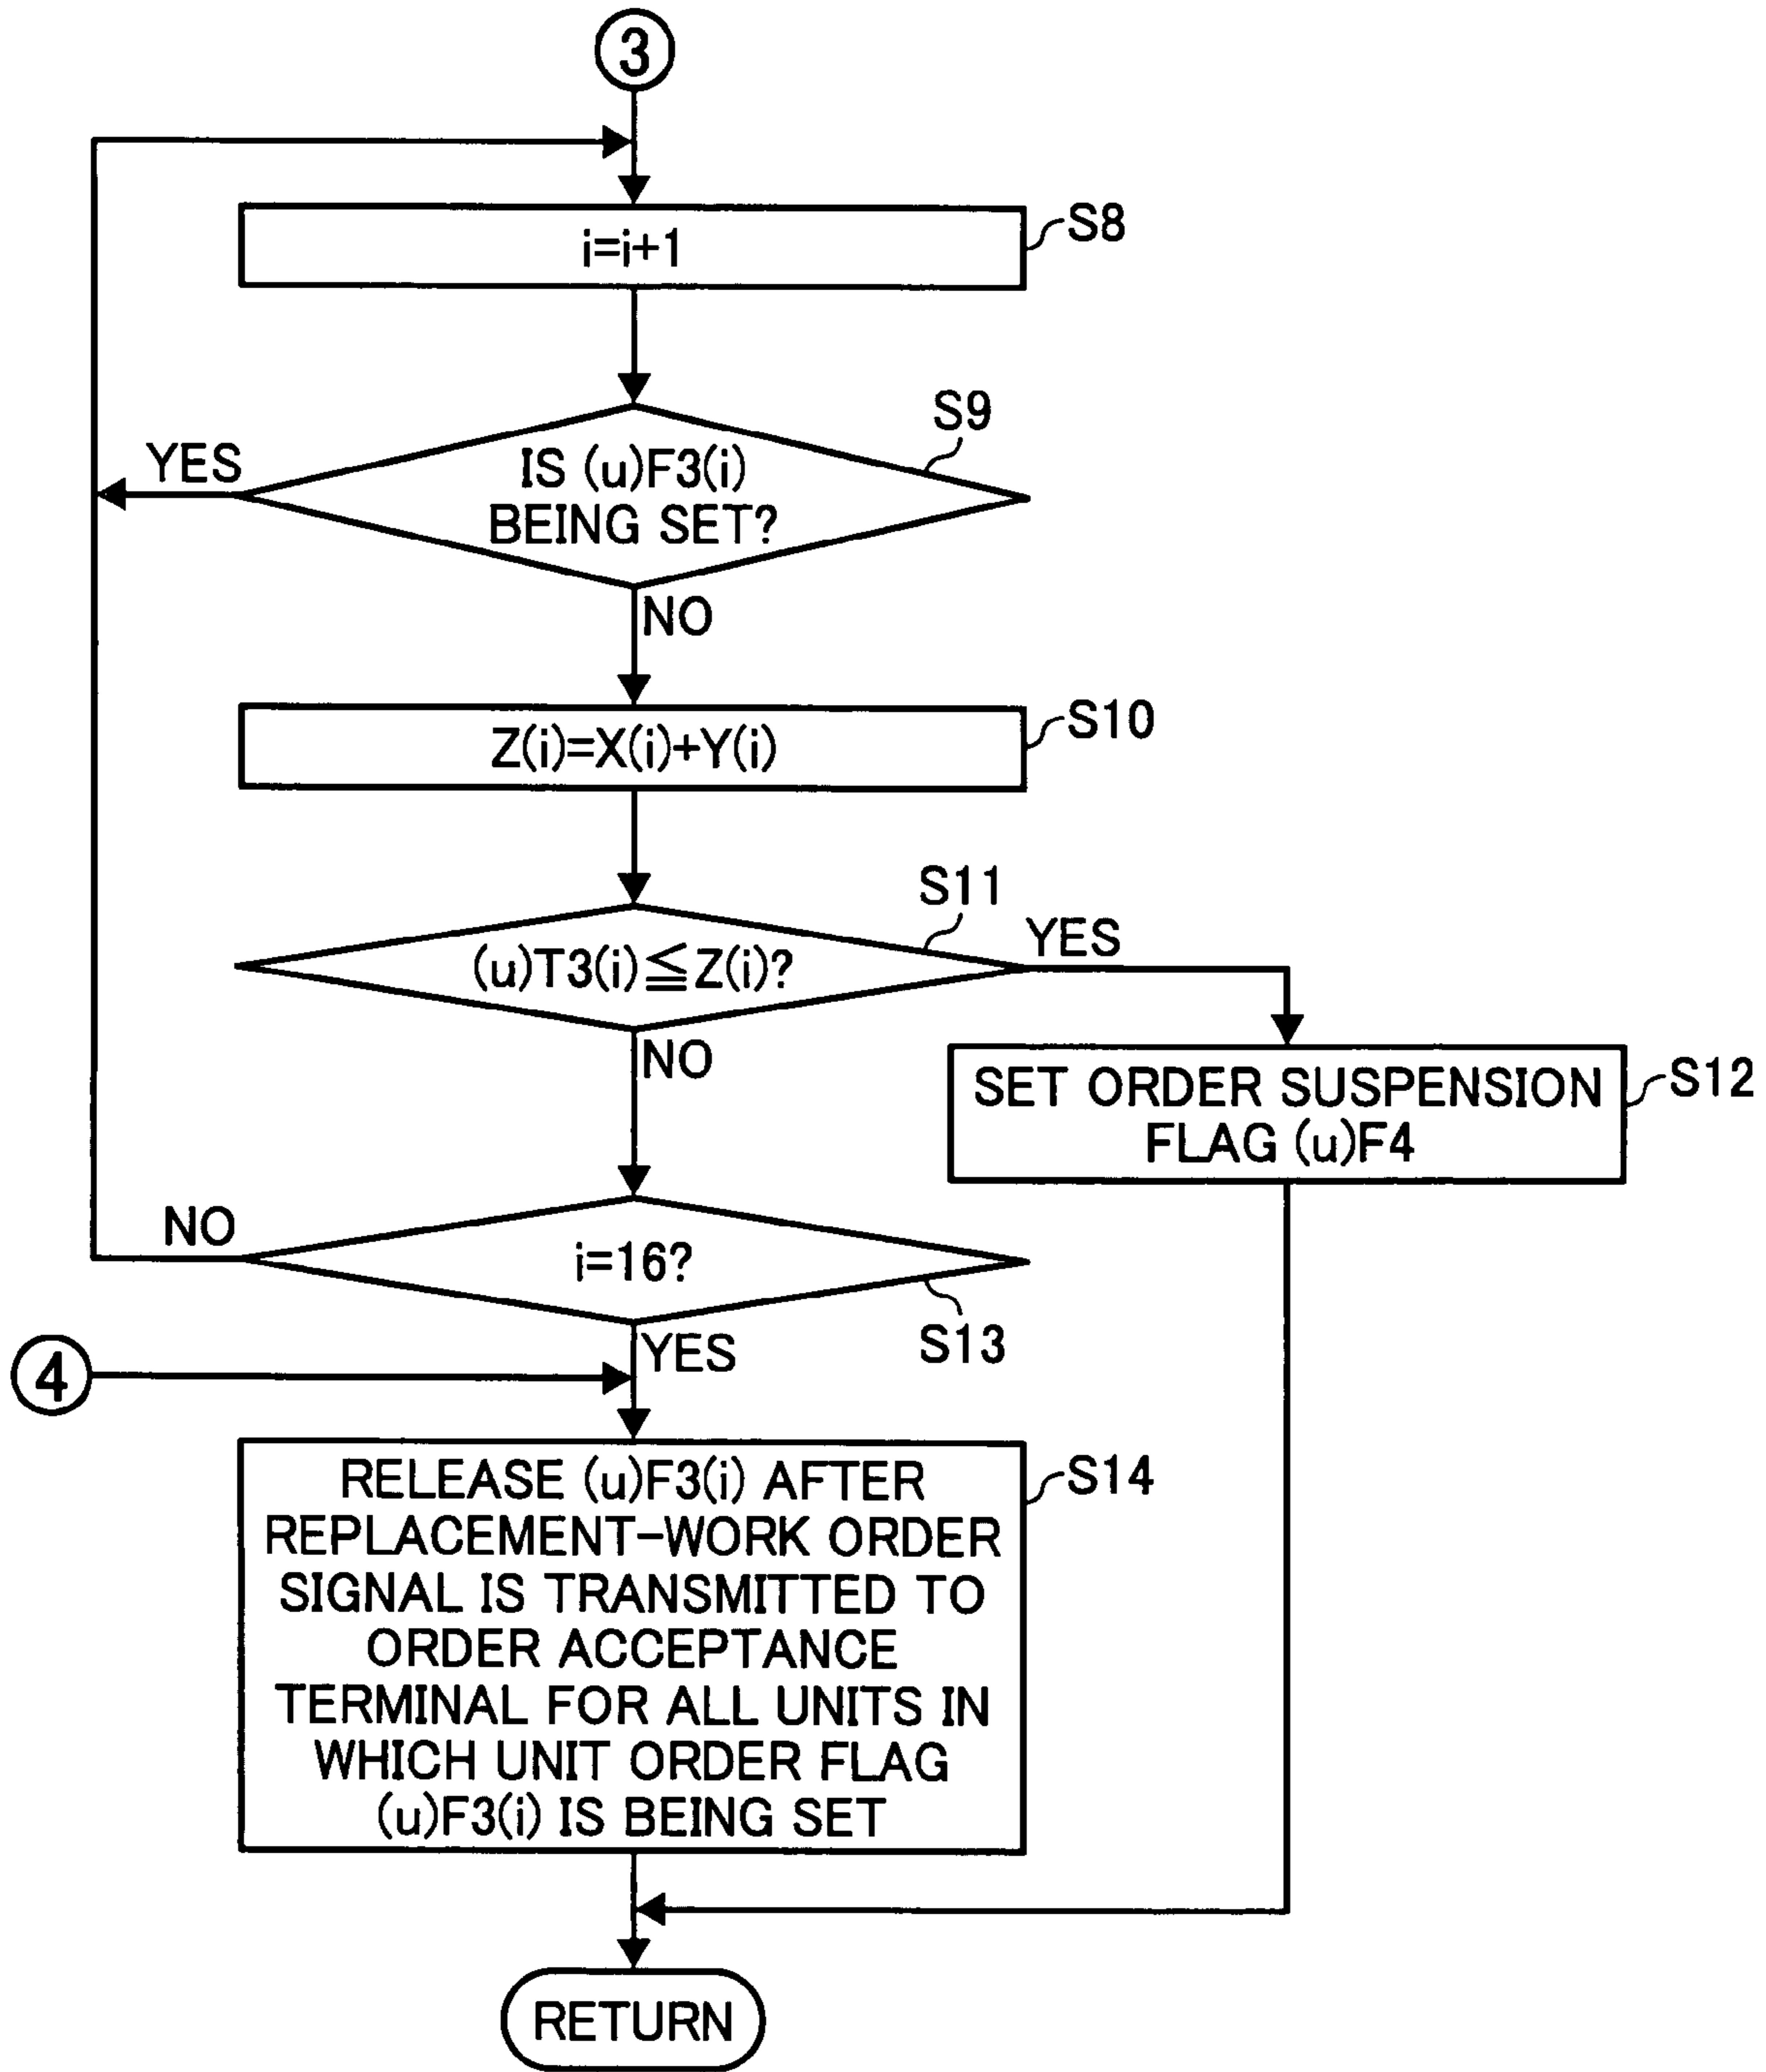 3
i=i+1
S8
S9
YES
IS (u)F3(i)
BEING SET?
NO
Z(i)=X(i)+Y(i)
S10
S11
(u)T3(i)≦Z(i)?
YES
NO
SET ORDER SUSPENSION
FLAG (u)F4
S12
NO
i=16?
S13
YES
4
RELEASE (u)F3(i) AFTER
REPLACEMENT-WORK ORDER
SIGNAL IS TRANSMITTED TO
ORDER ACCEPTANCE
TERMINAL FOR ALL UNITS IN
WHICH UNIT ORDER FLAG
(u)F3(i) IS BEING SET
S14
RETURN